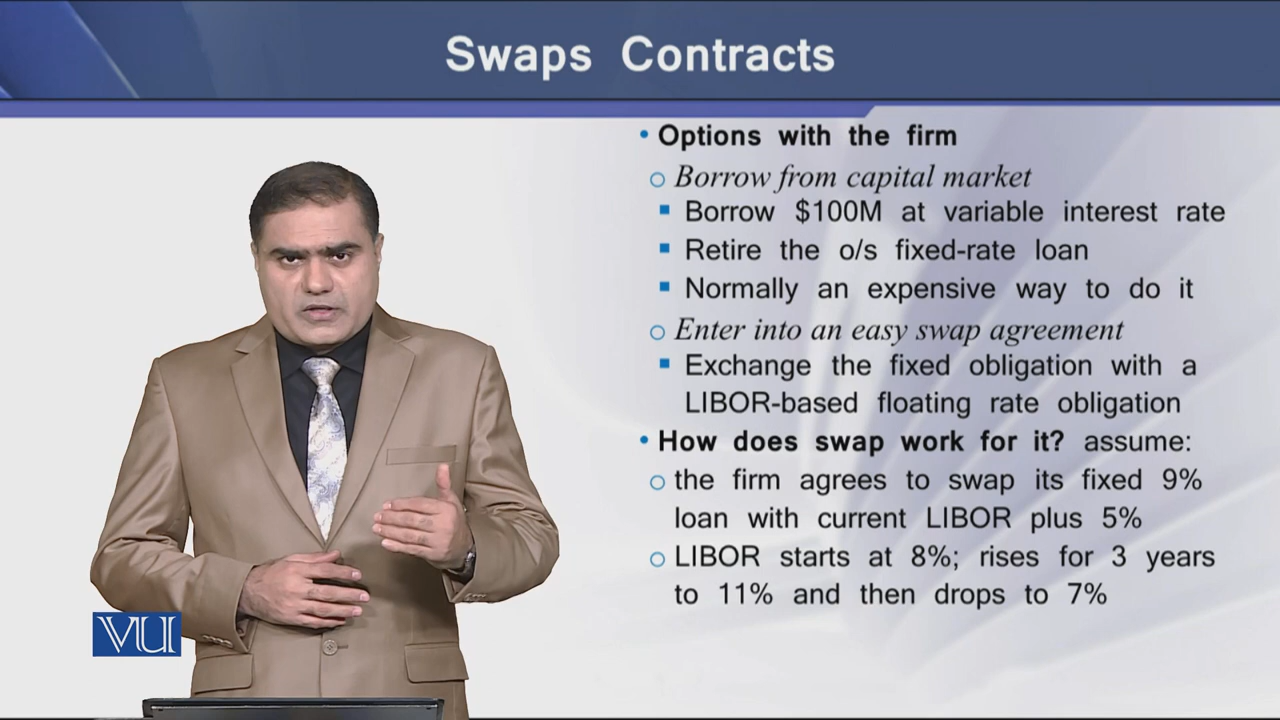 Swaps Contracts
• Options with the firm
○ Borrow from capital market
▪ Borrow $100M at variable interest rate
▪ Retire the o/s fixed-rate loan
▪ Normally an expensive way to do it
○ Enter into an easy swap agreement
▪ Exchange the fixed obligation with a
LIBOR-based floating rate obligation
• How does swap work for it? assume:
○ the firm agrees to swap its fixed 9%
loan with current LIBOR plus 5%
○ LIBOR starts at 8%; rises for 3 years
to 11% and then drops to 7%
VU